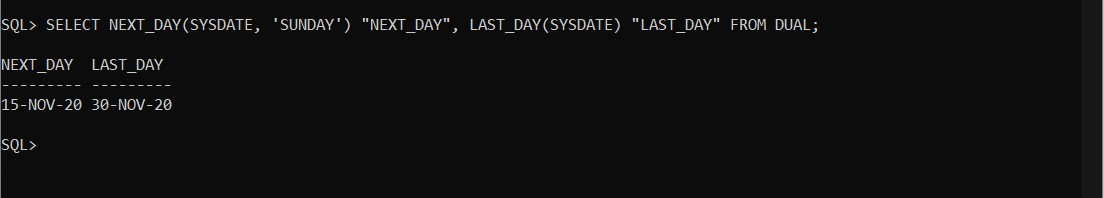 SQL> SELECT NEXT_DAY(SYSDATE, 'SUNDAY') "NEXT_DAY", LAST_DAY(SYSDATE) "LAST_DAY" FROM DUAL;
NEXT_DAY  LAST_DAY
--------- ---------
15-NOV-20 30-NOV-20
SQL>